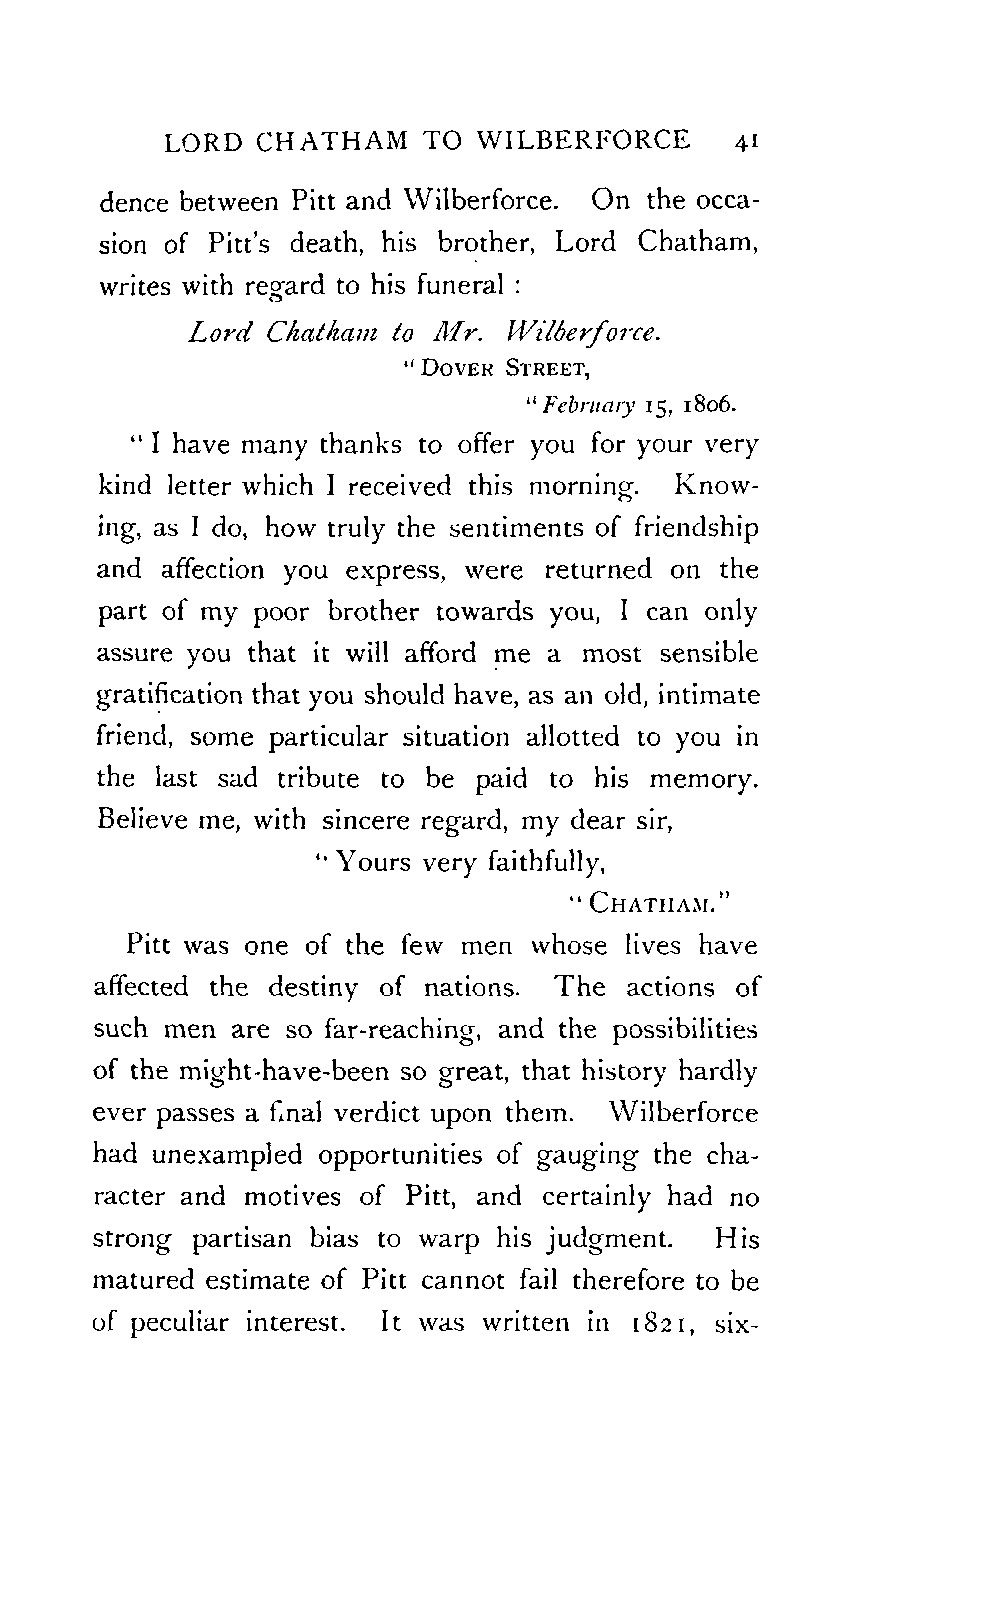 LORD CHATHAM TO WILBERFORCE 41
dence between Pitt and Wilberforce. On the occa-
sion of Pitt's death, his brother, Lord Chatham,
writes with regard to his funeral :
Lord Chatham to Mr. Wilberforce.
"DOVER STREET,
"February 15, 1806.
"I have many thanks to offer you for your very
kind letter which I received this morning. Know-
ing, as I do, how truly the sentiments of friendship
and affection you express, were returned on the
part of my poor brother towards you, I can only
assure you that it will afford me a most sensible
gratification that you should have, as an old, intimate
friend, some particular situation allotted to you in
the last sad tribute to be paid to his memory.
Believe me, with sincere regard, my dear sir,
"Yours very faithfully,
"CHATHAM."
Pitt was one of the few men whose lives have
affected the destiny of nations. The actions of
such men are so far-reaching, and the possibilities
of the might-have-been so great, that history hardly
ever passes a final verdict upon them. Wilberforce
had unexampled opportunities of gauging the cha-
racter and motives of Pitt, and certainly had no
strong partisan bias to warp his judgment. His
matured estimate of Pitt cannot fail therefore to be
of peculiar interest. It was written in 1821, six-